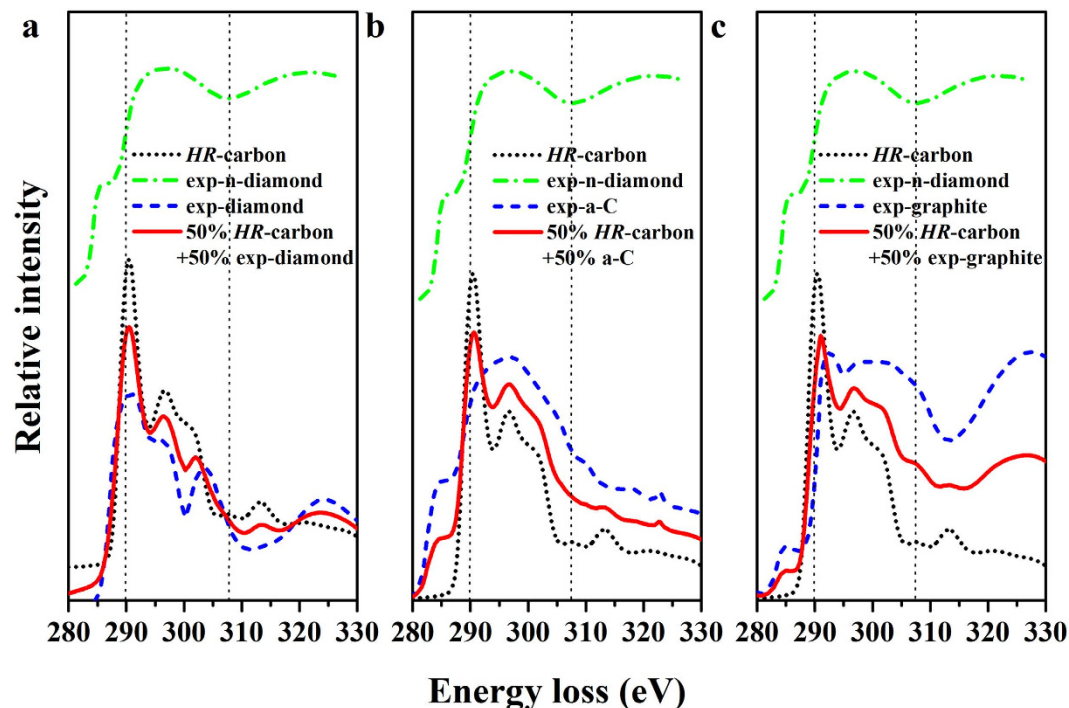 a
HR-carbon
exp-n-diamond
exp-diamond
50% HR-carbon
+50% exp-diamond
b
HR-carbon
exp-n-diamond
exp-a-C
50% HR-carbon
+50% a-C
c
HR-carbon
exp-n-diamond
exp-graphite
50% HR-carbon
+50% exp-graphite
Relative intensity
280 290 300 310 320 330
280 290 300 310 320 330
280 290 300 310 320 330
Energy loss (eV)